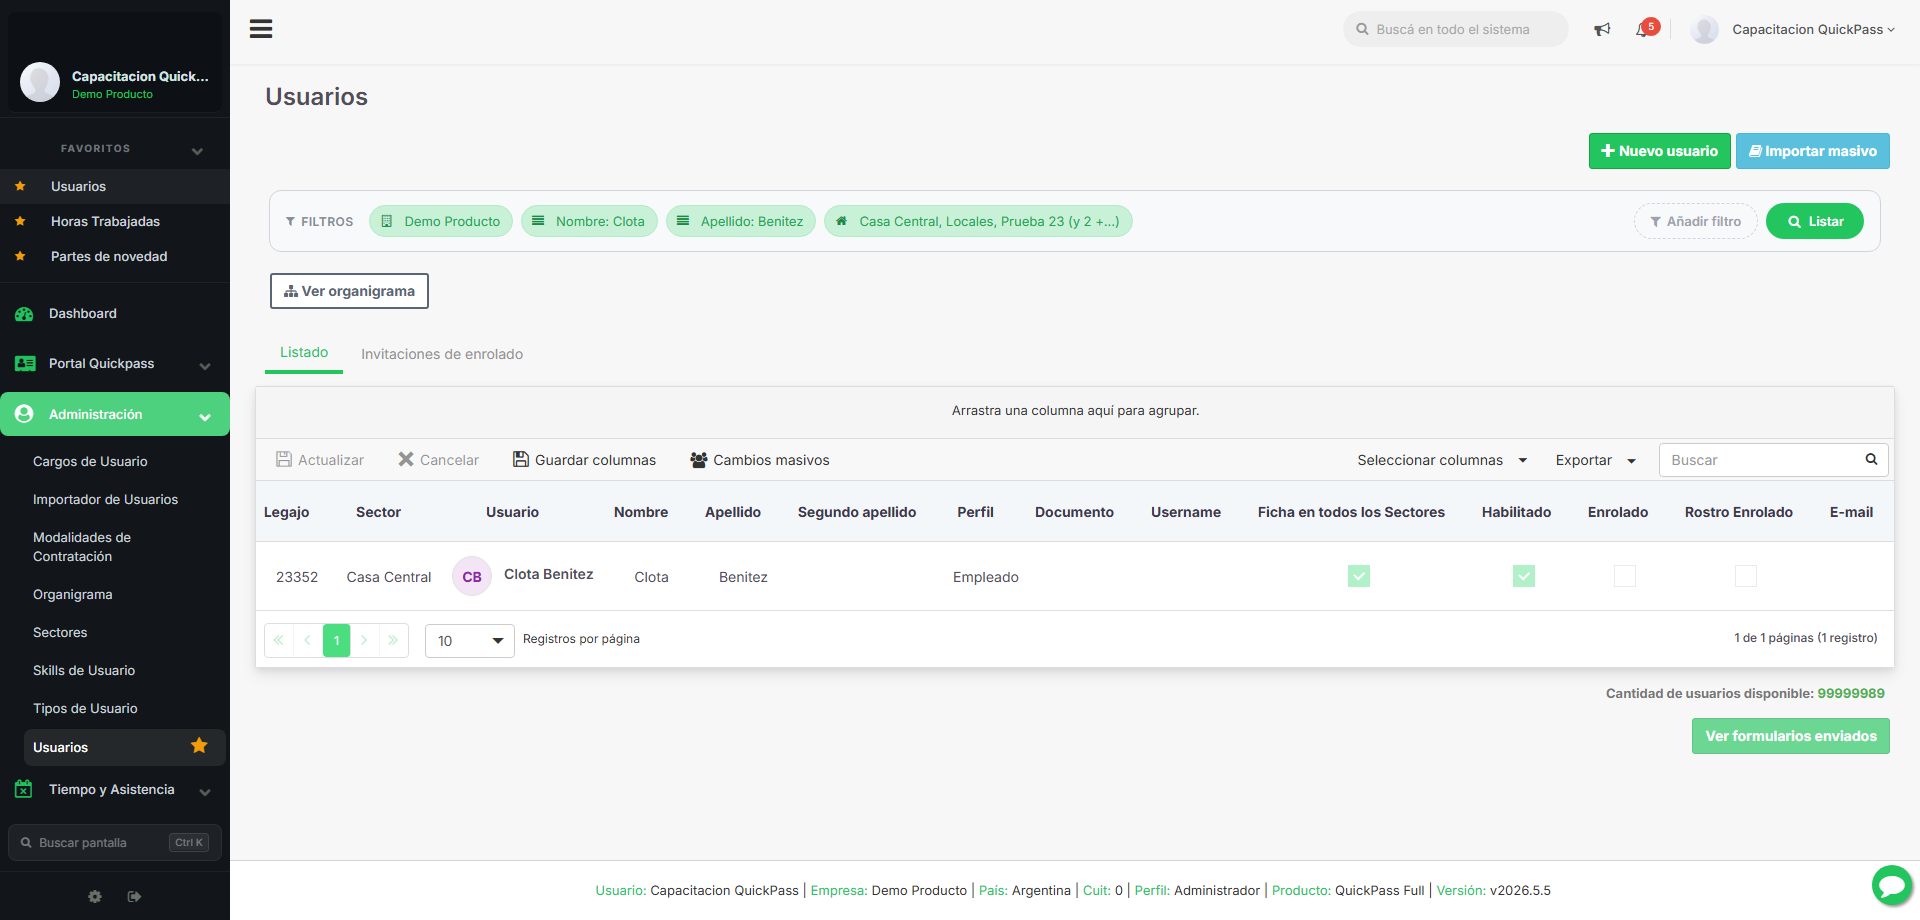 Capacitacion Quick...
Demo Producto
FAVORITOS
Usuarios
Horas Trabajadas
Partes de novedad
Dashboard
Portal Quickpass
Administración
Cargos de Usuario
Importador de Usuarios
Modalidades de
Contratación
Organigrama
Sectores
Skills de Usuario
Tipos de Usuario
Usuarios
Tiempo y Asistencia
Buscar pantalla Ctrl K
Buscá en todo el sistema 5 Capacitacion QuickPass
Usuarios
Nuevo usuario Importar masivo
FILTROS Demo Producto Nombre: Clota Apellido: Benitez Casa Central, Locales, Prueba 23 (y 2 +...) Añadir filtro Listar
Ver organigrama
Listado Invitaciones de enrolado
Arrastra una columna aquí para agrupar.
Actualizar Cancelar Guardar columnas Cambios masivos Seleccionar columnas Exportar Buscar
Legajo Sector Usuario Nombre Apellido Segundo apellido Perfil Documento Username Ficha en todos los Sectores Habilitado Enrolado Rostro Enrolado E-mail
23352 Casa Central CB Clota Benitez Clota Benitez Empleado
1 10 Registros por página 1 de 1 páginas (1 registro)
Cantidad de usuarios disponible: 99999989
Ver formularios enviados
Usuario: Capacitacion QuickPass | Empresa: Demo Producto | País: Argentina | Cuit: 0 | Perfil: Administrador | Producto: QuickPass Full | Versión: v2026.5.5